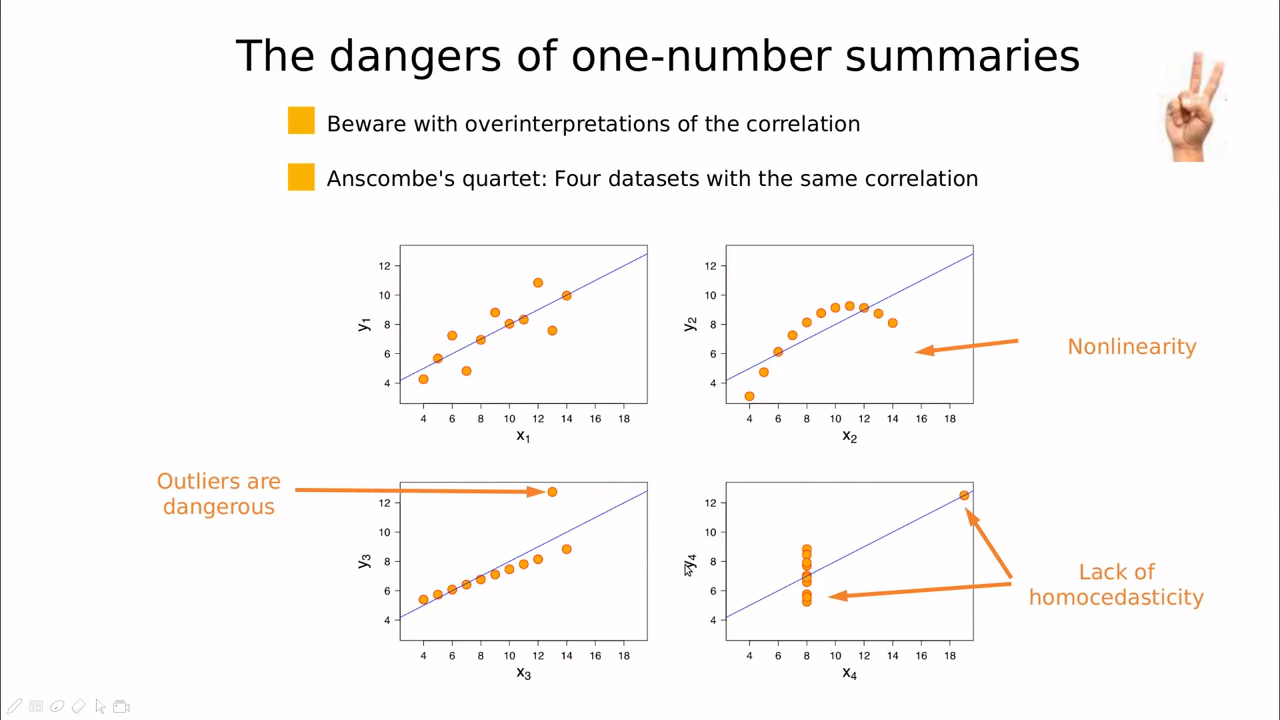 The dangers of one-number summaries
Beware with overinterpretations of the correlation
Anscombe's quartet: Four datasets with the same correlation
12
10
8
6
4
y1
4 6 8 10 12 14 16 18
x1
12
10
8
6
4
y2
4 6 8 10 12 14 16 18
x2
Nonlinearity
Outliers are
dangerous
12
10
8
6
4
y3
4 6 8 10 12 14 16 18
x3
12
10
8
6
4
y4
4 6 8 10 12 14 16 18
x4
Lack of
homocedasticity